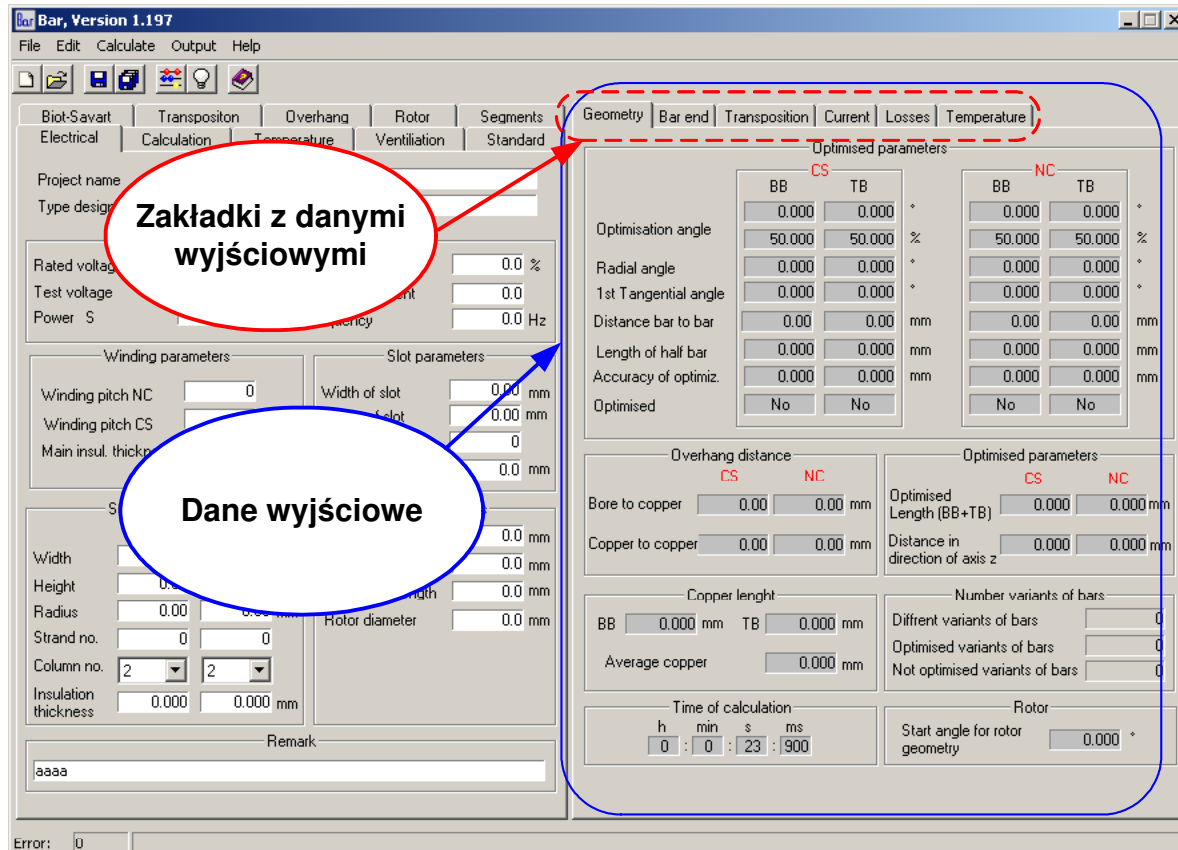 Bar Bar, Version 1.197
File Edit Calculate Output Help
Biot-Savart Transpositon Overhang Rotor Segments
Electrical Calculation Temperature Ventiliation Standard
Project name
Type design
Rated voltag
Test voltage
Power S
0.0 %
0.0
0.0 Hz
Winding parameters
Winding pitch NC 0
Winding pitch CS
Main insul. thickn
Slot parameters
Width of slot 0.00 mm
0.00 mm
0
0.0 mm
Width
Height
Radius 0.00 0.00 mm
Strand no. 0 0
Column no. 2 2
Insulation
thickness 0.000 0.000 mm
0.0 mm
0.0 mm
0.0 mm
Rotor diameter 0.0 mm
Remark
aaaa
Error: 0
Zakładki z danymi
wyjściowymi
Dane wyjściowe
Geometry Bar end Transposition Current Losses Temperature
Optimised parameters
CS NC
BB TB BB TB
Optimisation angle
0.000 0.000 ° 0.000 0.000 °
50.000 50.000 % 50.000 50.000 %
Radial angle 0.000 0.000 ° 0.000 0.000 °
1st Tangential angle 0.000 0.000 ° 0.000 0.000 °
Distance bar to bar 0.00 0.00 mm 0.00 0.00 mm
Length of half bar 0.000 0.000 mm 0.000 0.000 mm
Accuracy of optimiz. 0.000 0.000 mm 0.000 0.000 mm
Optimised No No No No
Overhang distance
CS NC
Bore to copper 0.00 0.00 mm
Copper to copper 0.00 0.00 mm
Optimised parameters
CS NC
Optimised
Length (BB+TB) 0.000 0.000 mm
Distance in
direction of axis z 0.000 0.000 mm
Copper lenght
BB 0.000 mm TB 0.000 mm
Average copper 0.000 mm
Number variants of bars
Diffrent variants of bars 0
Optimised variants of bars 0
Not optimised variants of bars 0
Time of calculation
h min s ms
0 : 0 : 23 : 900
Rotor
Start angle for rotor
geometry 0.000 °